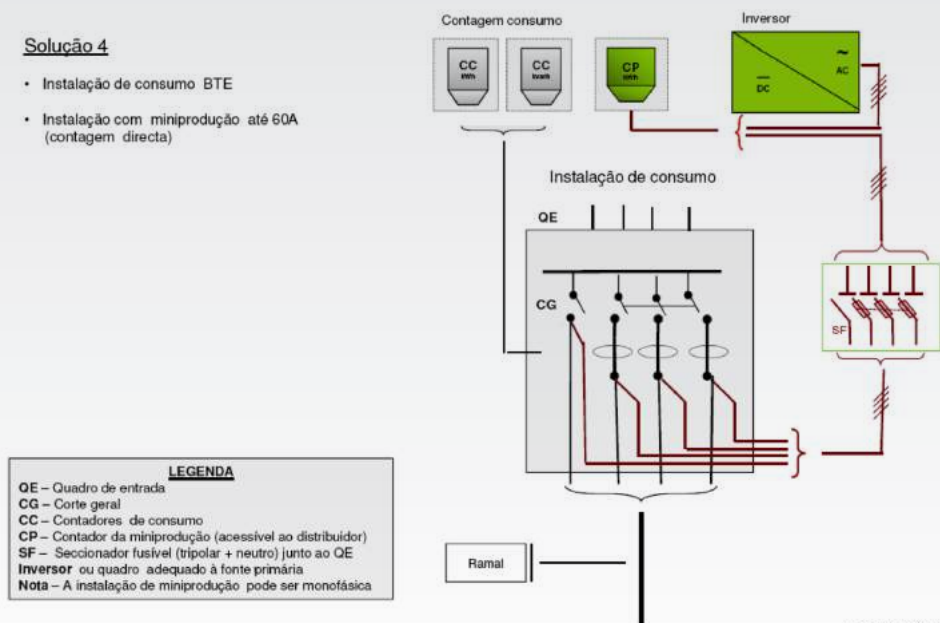 Solução 4
• Instalação de consumo BTE
• Instalação com miniprodução até 60A
(contagem directa)
Contagem consumo
CC
kWh
CC
kvarh
CP
kWh
Inversor
~
AC
DC
Instalação de consumo
QE
CG
SF
LEGENDA
QE – Quadro de entrada
CG – Corte geral
CC – Contadores de consumo
CP – Contador da miniprodução (acessível ao distribuidor)
SF – Seccionador fusível (tripolar + neutro) junto ao QE
Inversor ou quadro adequado à fonte primária
Nota – A instalação de miniprodução pode ser monofásica
Ramal